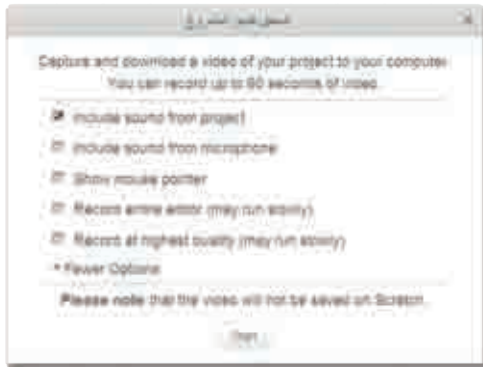 Capture and download a video of your project to your computer.
You can record up to 60 seconds of video.
Include sound from project
Include sound from microphone
Show mouse pointer
Record entire editor (may run slowly)
Record at highest quality (may run slowly)
Fewer Options
Please note that the video will not be saved on Scratch.
Start